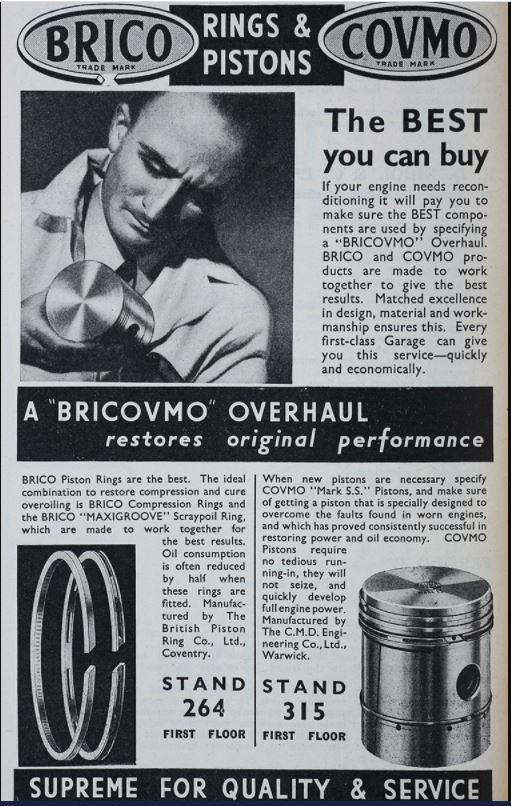 BRICO
TRADE MARK
RINGS &
PISTONS
COVMO
TRADE MARK
The BEST
you can buy
If your engine needs recon-
ditioning it will pay you to
make sure the BEST compo-
nents are used by specifying
a "BRICOVMO" Overhaul.
BRICO and COVMO pro-
ducts are made to work
together to give the best
results. Matched excellence
in design, material and work-
manship ensures this. Every
first-class Garage can give
you this service—quickly
and economically.
A "BRICOVMO" OVERHAUL
restores original performance
BRICO Piston Rings are the best. The ideal
combination to restore compression and cure
overoiling is BRICO Compression Rings and
the BRICO "MAXIGROOVE" Scraypoil Ring,
which are made to work together for
the best results.
Oil consumption
is often reduced
by half when
these rings are
fitted. Manufac-
tured by The
British Piston
Ring Co., Ltd.,
Coventry.
STAND
264
FIRST FLOOR
When new pistons are necessary specify
COVMO "Mark S.S." Pistons, and make sure
of getting a piston that is specially designed to
overcome the faults found in worn engines,
and which has proved consistently successful in
restoring power and oil economy. COVMO
Pistons require
no tedious run-
ning-in, they will
not seize, and
quickly develop
full engine power.
Manufactured by
The C.M.D. Engi-
neering Co., Ltd.,
Warwick.
STAND
315
FIRST FLOOR
SUPREME FOR QUALITY & SERVICE